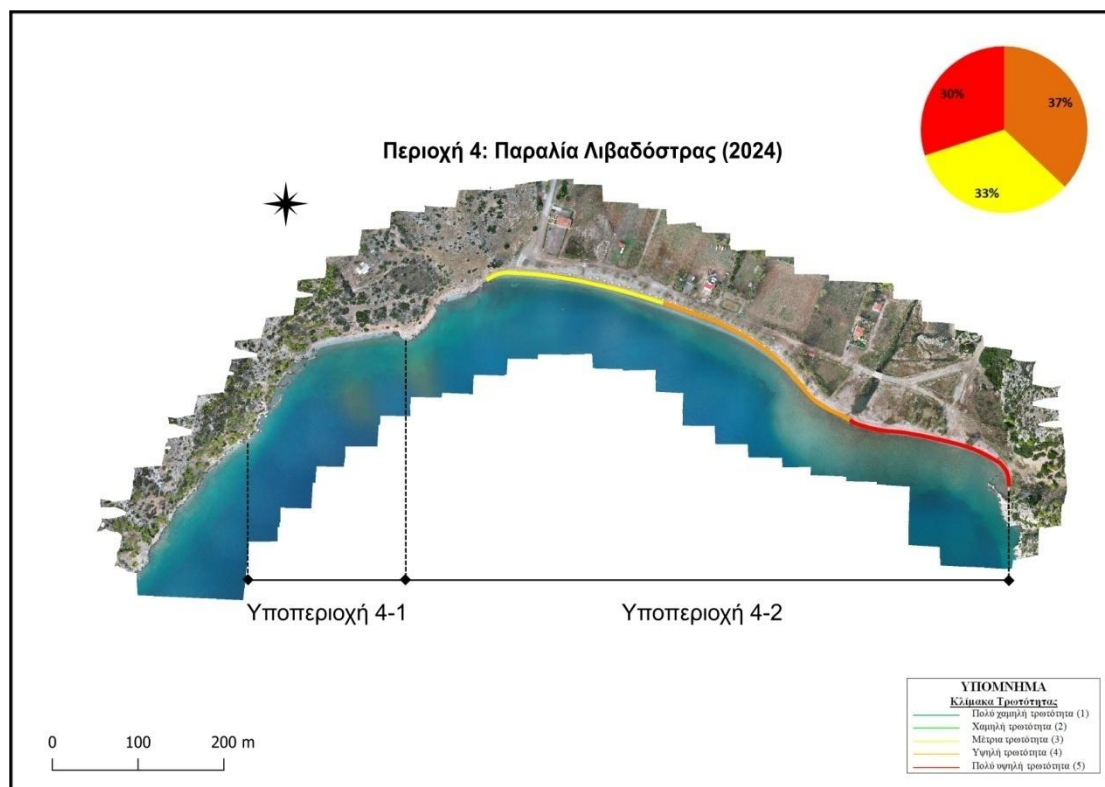 30%
37%
33%
Περιοχή 4: Παραλία Λιβαδόστρας (2024)
Υποπεριοχή 4-1
Υποπεριοχή 4-2
ΥΠΟΜΝΗΜΑ
Κλίμακα Τρωτότητας
Πολύ χαμηλή τρωτότητα (1)
Χαμηλή τρωτότητα (2)
Μέτρια τρωτότητα (3)
Υψηλή τρωτότητα (4)
Πολύ υψηλή τρωτότητα (5)
0 100 200 m